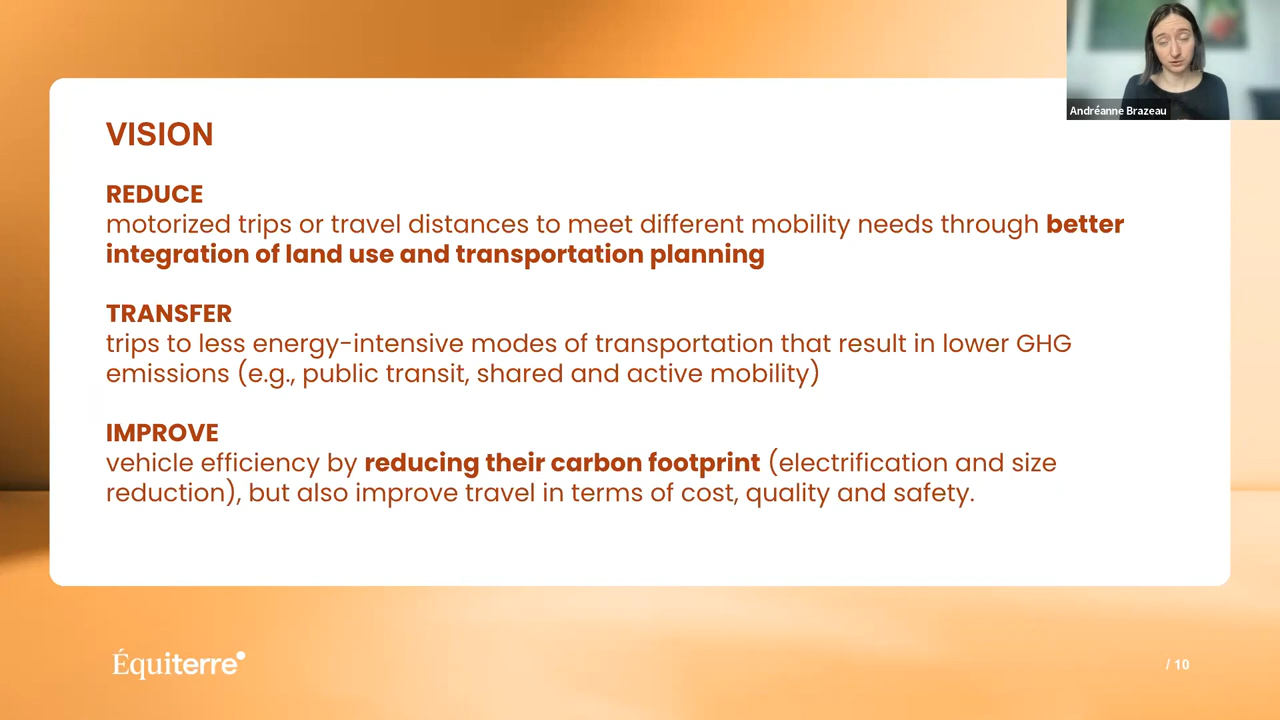 Andréanne Brazeau
VISION
REDUCE
motorized trips or travel distances to meet different mobility needs through better
integration of land use and transportation planning
TRANSFER
trips to less energy-intensive modes of transportation that result in lower GHG
emissions (e.g., public transit, shared and active mobility)
IMPROVE
vehicle efficiency by reducing their carbon footprint (electrification and size
reduction), but also improve travel in terms of cost, quality and safety.
Équiterre
/ 10